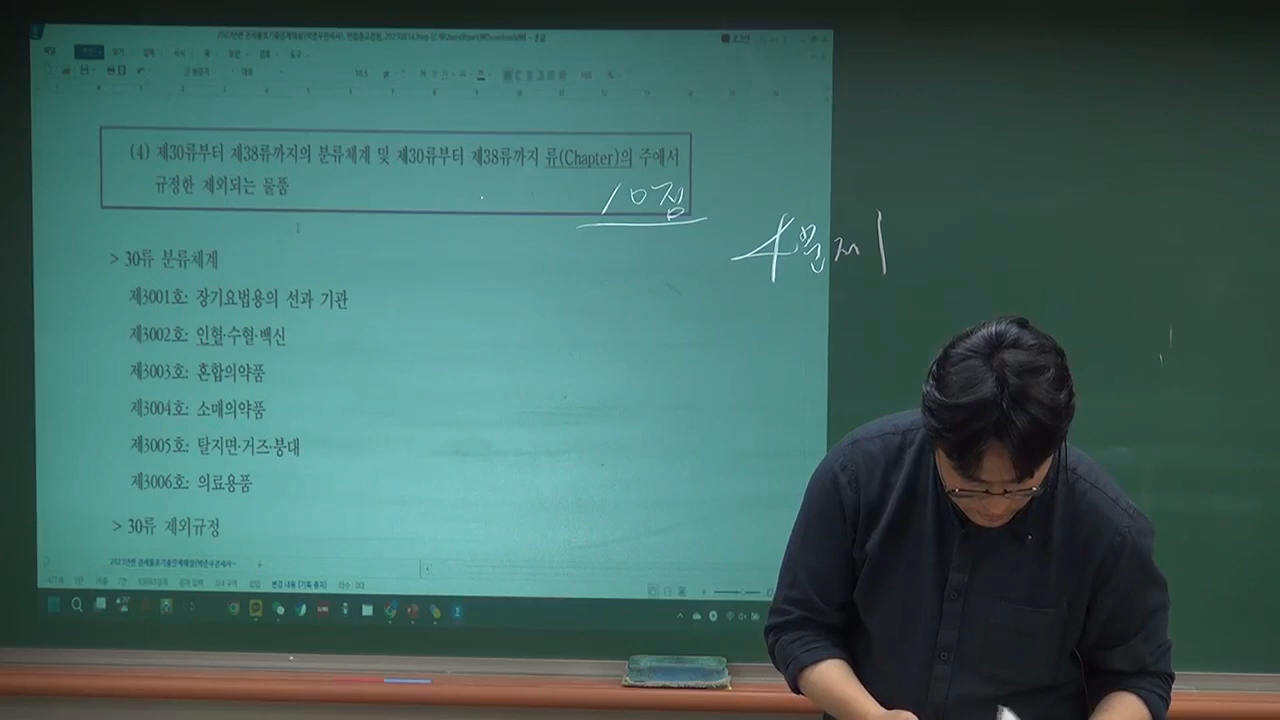 (4) 제30류부터 제38류까지의 분류체계 및 제30류부터 제38류까지 류(Chapter)의 주에서
규정한 제외되는 물품
10점
4문제
> 30류 분류체계
제3001호: 장기요법용의 선과 기관
제3002호: 인혈·수혈·백신
제3003호: 혼합의약품
제3004호: 소매의약품
제3005호: 탈지면·거즈·붕대
제3006호: 의료용품
> 30류 제외규정